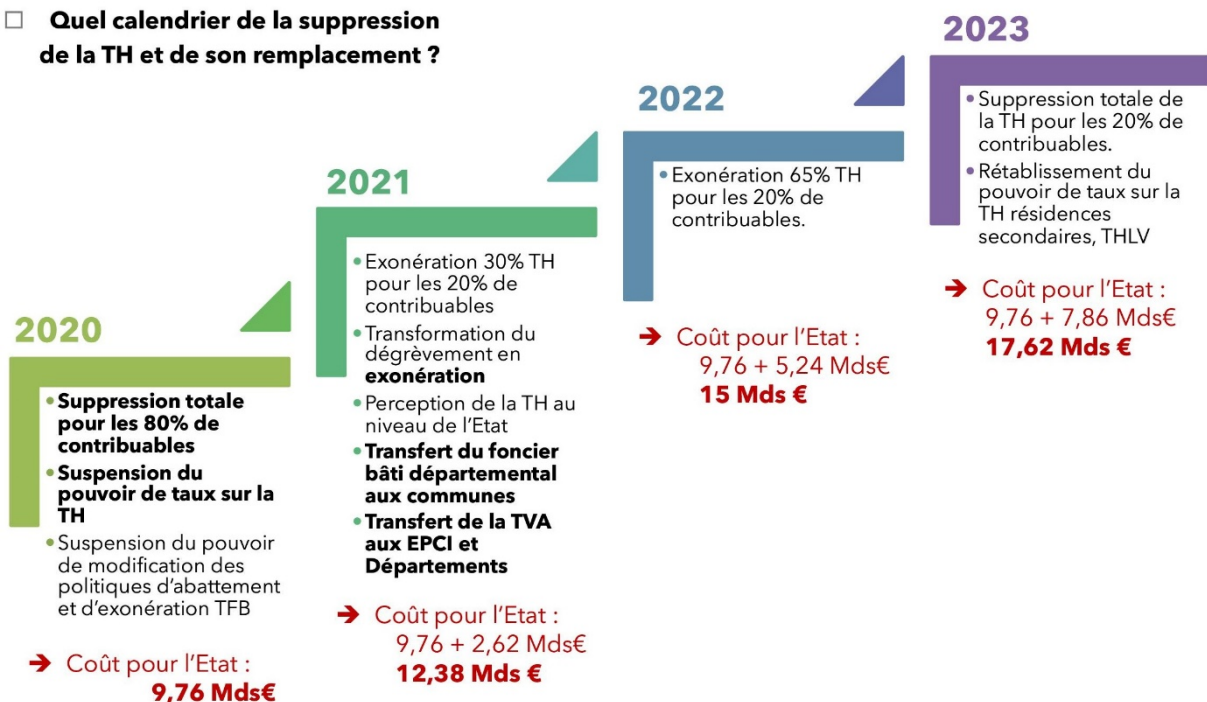 □ Quel calendrier de la suppression
de la TH et de son remplacement ?
2020
• Suppression totale
pour les 80% de
contribuables
• Suspension du
pouvoir de taux sur la
TH
• Suspension du pouvoir
de modification des
politiques d'abattement
et d'exonération TFB
➔ Coût pour l'Etat :
9,76 Mds€
2021
• Exonération 30% TH
pour les 20% de
contribuables
• Transformation du
dégrèvement en
exonération
• Perception de la TH au
niveau de l'Etat
• Transfert du foncier
bâti départemental
aux communes
• Transfert de la TVA
aux EPCI et
Départements
➔ Coût pour l'Etat :
9,76 + 2,62 Mds€
12,38 Mds €
2022
• Exonération 65% TH
pour les 20% de
contribuables.
➔ Coût pour l'Etat :
9,76 + 5,24 Mds€
15 Mds €
2023
• Suppression totale de
la TH pour les 20% de
contribuables.
• Rétablissement du
pouvoir de taux sur la
TH résidences
secondaires, THLV
➔ Coût pour l'Etat :
9,76 + 7,86 Mds€
17,62 Mds €